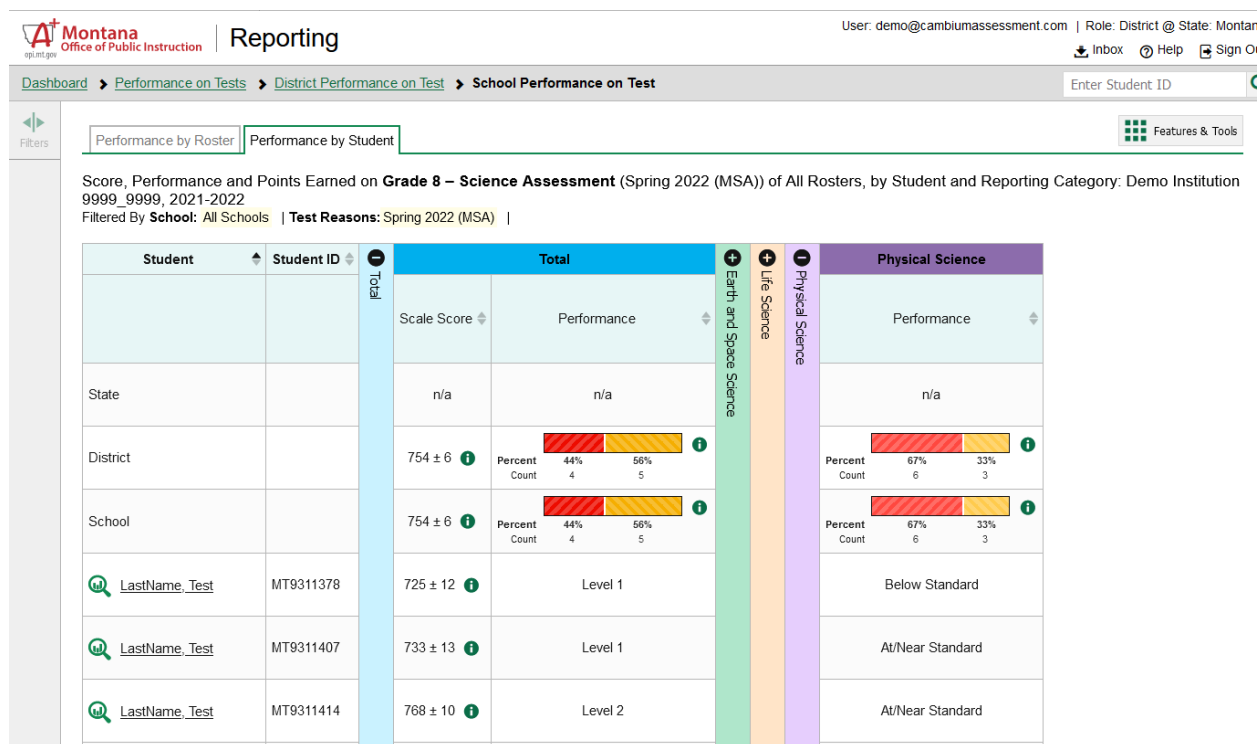 Montana
Office of Public Instruction
opi.mt.gov
Reporting
User: demo@cambiumassessment.com | Role: District @ State: Montan
Inbox Help Sign Ou
Dashboard Performance on Tests District Performance on Test School Performance on Test
Enter Student ID
Filters
Performance by Roster Performance by Student
Features & Tools
Score, Performance and Points Earned on Grade 8 – Science Assessment (Spring 2022 (MSA)) of All Rosters, by Student and Reporting Category: Demo Institution
9999_9999, 2021-2022
Filtered By School: All Schools | Test Reasons: Spring 2022 (MSA) |
Student Student ID Total Physical Science
Total
Earth and Space Science
Life Science
Physical Science
Scale Score Performance Performance
State n/a n/a n/a
District 754 ± 6 Percent 44% 56% Percent 67% 33%
Count 4 5 Count 6 3
School 754 ± 6 Percent 44% 56% Percent 67% 33%
Count 4 5 Count 6 3
LastName, Test MT9311378 725 ± 12 Level 1 Below Standard
LastName, Test MT9311407 733 ± 13 Level 1 At/Near Standard
LastName, Test MT9311414 768 ± 10 Level 2 At/Near Standard